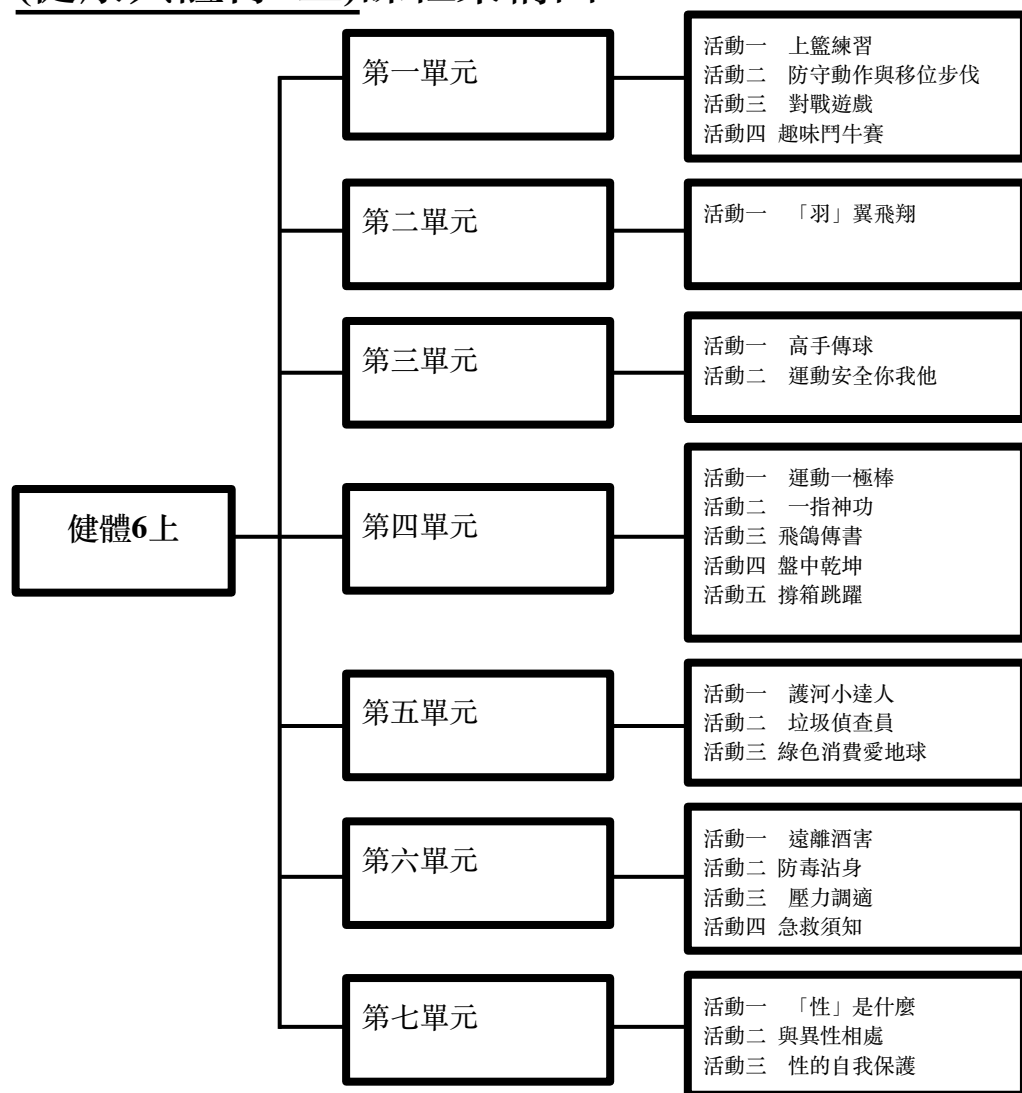 第一單元
活動一 上籃練習
活動二 防守動作與移位步伐
活動三 對戰遊戲
活動四 趣味鬥牛賽
第二單元
活動一 「羽」翼飛翔
第三單元
活動一 高手傳球
活動二 運動安全你我他
健體6上
第四單元
活動一 運動一極棒
活動二 一指神功
活動三 飛鴿傳書
活動四 盤中乾坤
活動五 撐箱跳躍
第五單元
活動一 護河小達人
活動二 垃圾偵查員
活動三 綠色消費愛地球
第六單元
活動一 遠離酒害
活動二 防毒沾身
活動三 壓力調適
活動四 急救須知
第七單元
活動一 「性」是什麼
活動二 與異性相處
活動三 性的自我保護